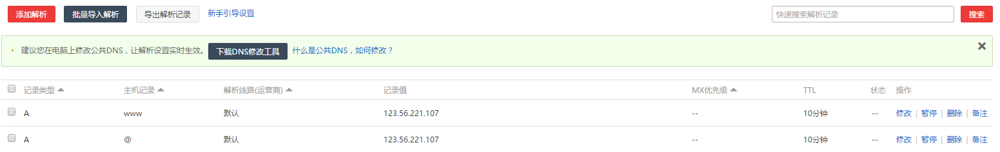 添加解析 批量导入解析 导出解析记录 新手引导设置 快速搜索解析记录 搜索
建议您在电脑上修改公共DNS，让解析设置实时生效。 下载DNS修改工具 什么是公共DNS，如何修改？
记录类型 主机记录 解析线路(运营商) 记录值 MX优先级 TTL 状态 操作
A www 默认 123.56.221.107 -- 10分钟 -- 修改 | 暂停 | 删除 | 备注
A @ 默认 123.56.221.107 -- 10分钟 -- 修改 | 暂停 | 删除 | 备注